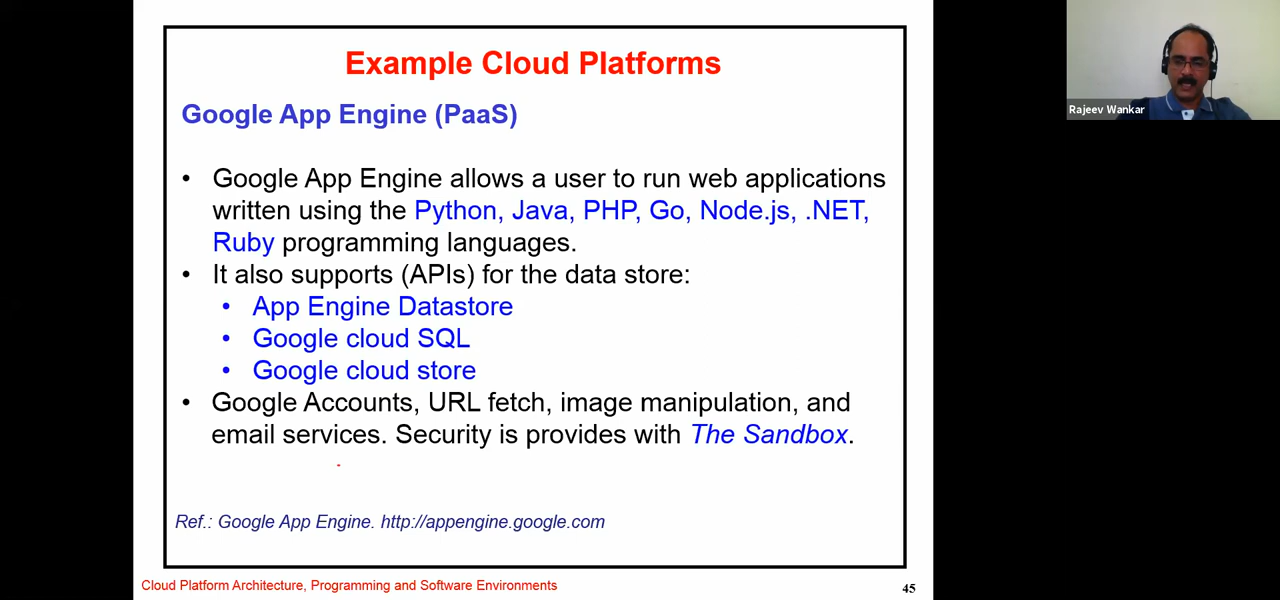 Example Cloud Platforms
Google App Engine (PaaS)
• Google App Engine allows a user to run web applications
written using the Python, Java, PHP, Go, Node.js, .NET,
Ruby programming languages.
• It also supports (APIs) for the data store:
• App Engine Datastore
• Google cloud SQL
• Google cloud store
• Google Accounts, URL fetch, image manipulation, and
email services. Security is provides with The Sandbox.
Ref.: Google App Engine. http://appengine.google.com
Cloud Platform Architecture, Programming and Software Environments
45
Rajeev Wankar